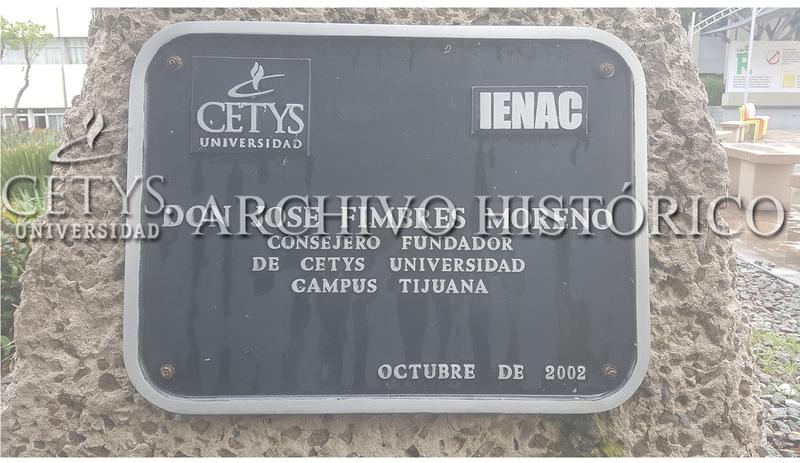 CETYS
UNIVERSIDAD
IENAC
CETYS
UNIVERSIDAD
ARCHIVO HISTÓRICO
DON JOSE FIMBRES MORENO
CONSEJERO FUNDADOR
DE CETYS UNIVERSIDAD
CAMPUS TIJUANA
OCTUBRE DE 2002